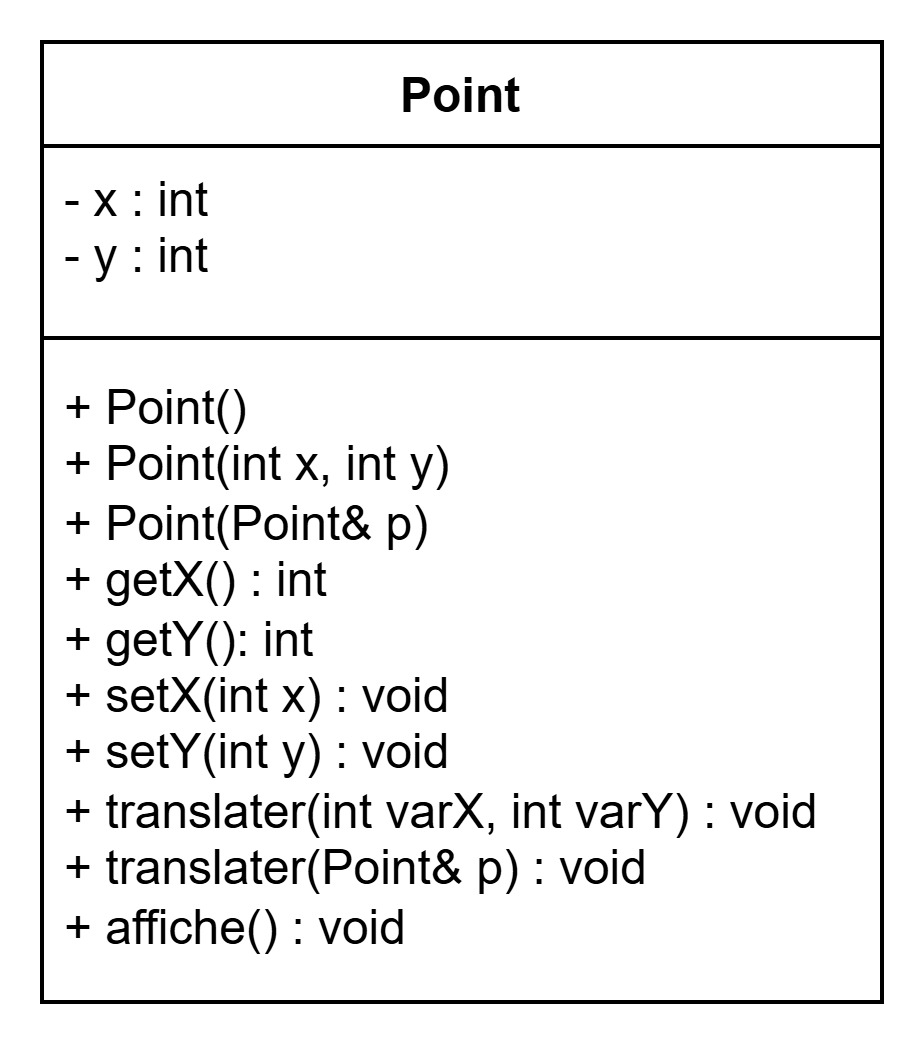 Point
- x : int
- y : int
+ Point()
+ Point(int x, int y)
+ Point(Point& p)
+ getX() : int
+ getY(): int
+ setX(int x) : void
+ setY(int y) : void
+ translater(int varX, int varY) : void
+ translater(Point& p) : void
+ affiche() : void